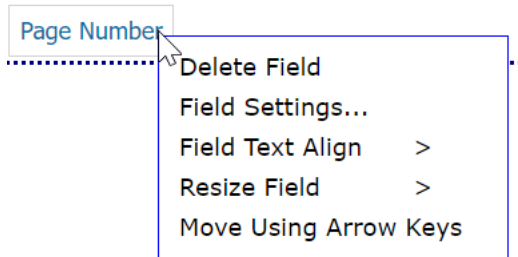 Page Number
Delete Field
Field Settings...
Field Text Align >
Resize Field >
Move Using Arrow Keys